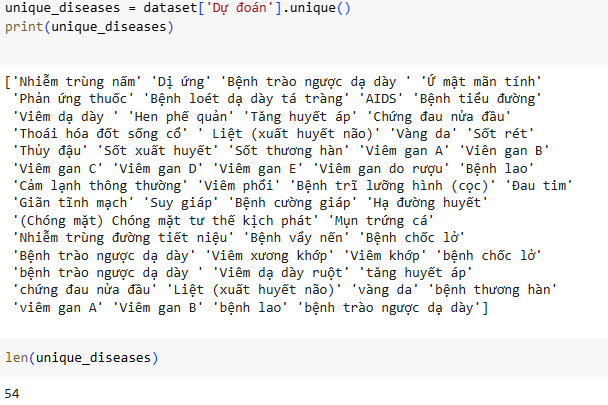 unique_diseases = dataset['Dự đoán'].unique()
print(unique_diseases)
['Nhiễm trùng nấm' 'Dị ứng' 'Bệnh trào ngược dạ dày ' 'Ứ mật mãn tính'
'Phản ứng thuốc' 'Bệnh loét dạ dày tá tràng' 'AIDS' 'Bệnh tiểu đường'
'Viêm dạ dày ' 'Hen phế quản' 'Tăng huyết áp' 'Chứng đau nửa đầu'
'Thoái hóa đốt sống cổ' ' Liệt (xuất huyết não)' 'Vàng da' 'Sốt rét'
'Thủy đậu' 'Sốt xuất huyết' 'Sốt thương hàn' 'Viêm gan A' 'Viên gan B'
'Viêm gan C' 'Viêm gan D' 'Viêm gan E' 'Viêm gan do rượu' 'Bệnh lao'
'Cảm lạnh thông thường' 'Viêm phổi' 'Bệnh trĩ lưỡng hình (cọc)' 'Đau tim'
'Giãn tĩnh mạch' 'Suy giáp' 'Bệnh cường giáp' 'Hạ đường huyết'
'(Chóng mặt) Chóng mặt tư thế kịch phát' 'Mụn trứng cá'
'Nhiễm trùng đường tiết niệu' 'Bệnh vẩy nến' 'Bệnh chốc lở'
'Bệnh trào ngược dạ dày' 'Viêm xương khớp' 'Viêm khớp' 'bệnh chốc lở'
'bệnh trào ngược dạ dày ' 'Viêm dạ dày ruột' 'tăng huyết áp'
'chứng đau nửa đầu' 'Liệt (xuất huyết não)' 'vàng da' 'bệnh thương hàn'
'viêm gan A' 'Viêm gan B' 'bệnh lao' 'bệnh trào ngược dạ dày']
len(unique_diseases)
54